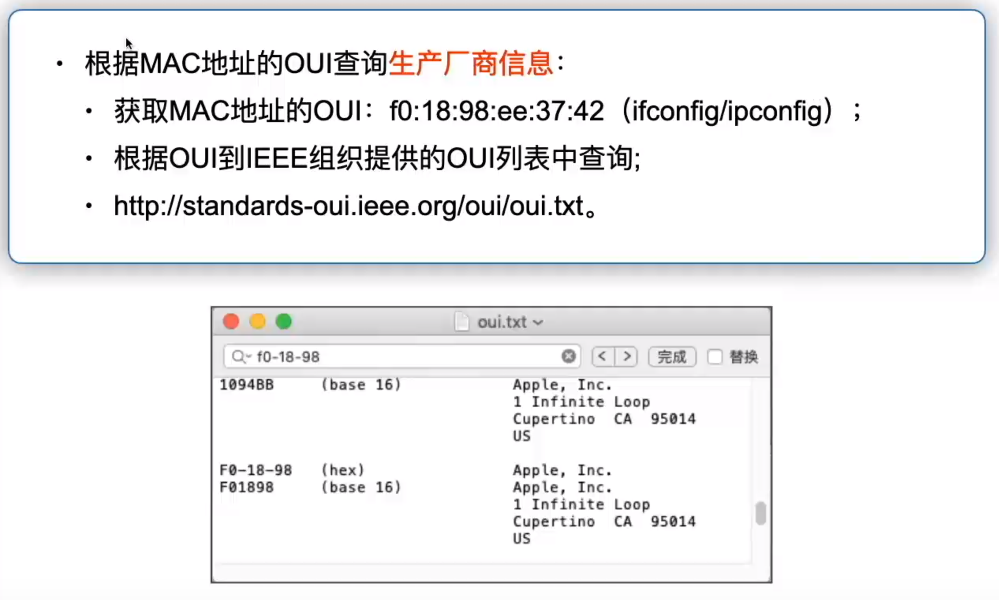 • 根据MAC地址的OUI查询生产厂商信息：
• 获取MAC地址的OUI：f0:18:98:ee:37:42（ifconfig/ipconfig）；
• 根据OUI到IEEE组织提供的OUI列表中查询;
• http://standards-oui.ieee.org/oui/oui.txt。
oui.txt
f0-18-98 < > 完成 替换
1094BB (base 16) Apple, Inc.
1 Infinite Loop
Cupertino CA 95014
US
F0-18-98 (hex) Apple, Inc.
F01898 (base 16) Apple, Inc.
1 Infinite Loop
Cupertino CA 95014
US